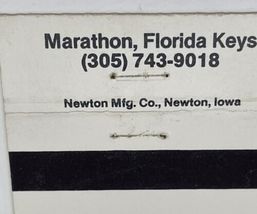 Marathon, Florida Keys
(305) 743-9018
Newton Mfg. Co., Newton, Iowa